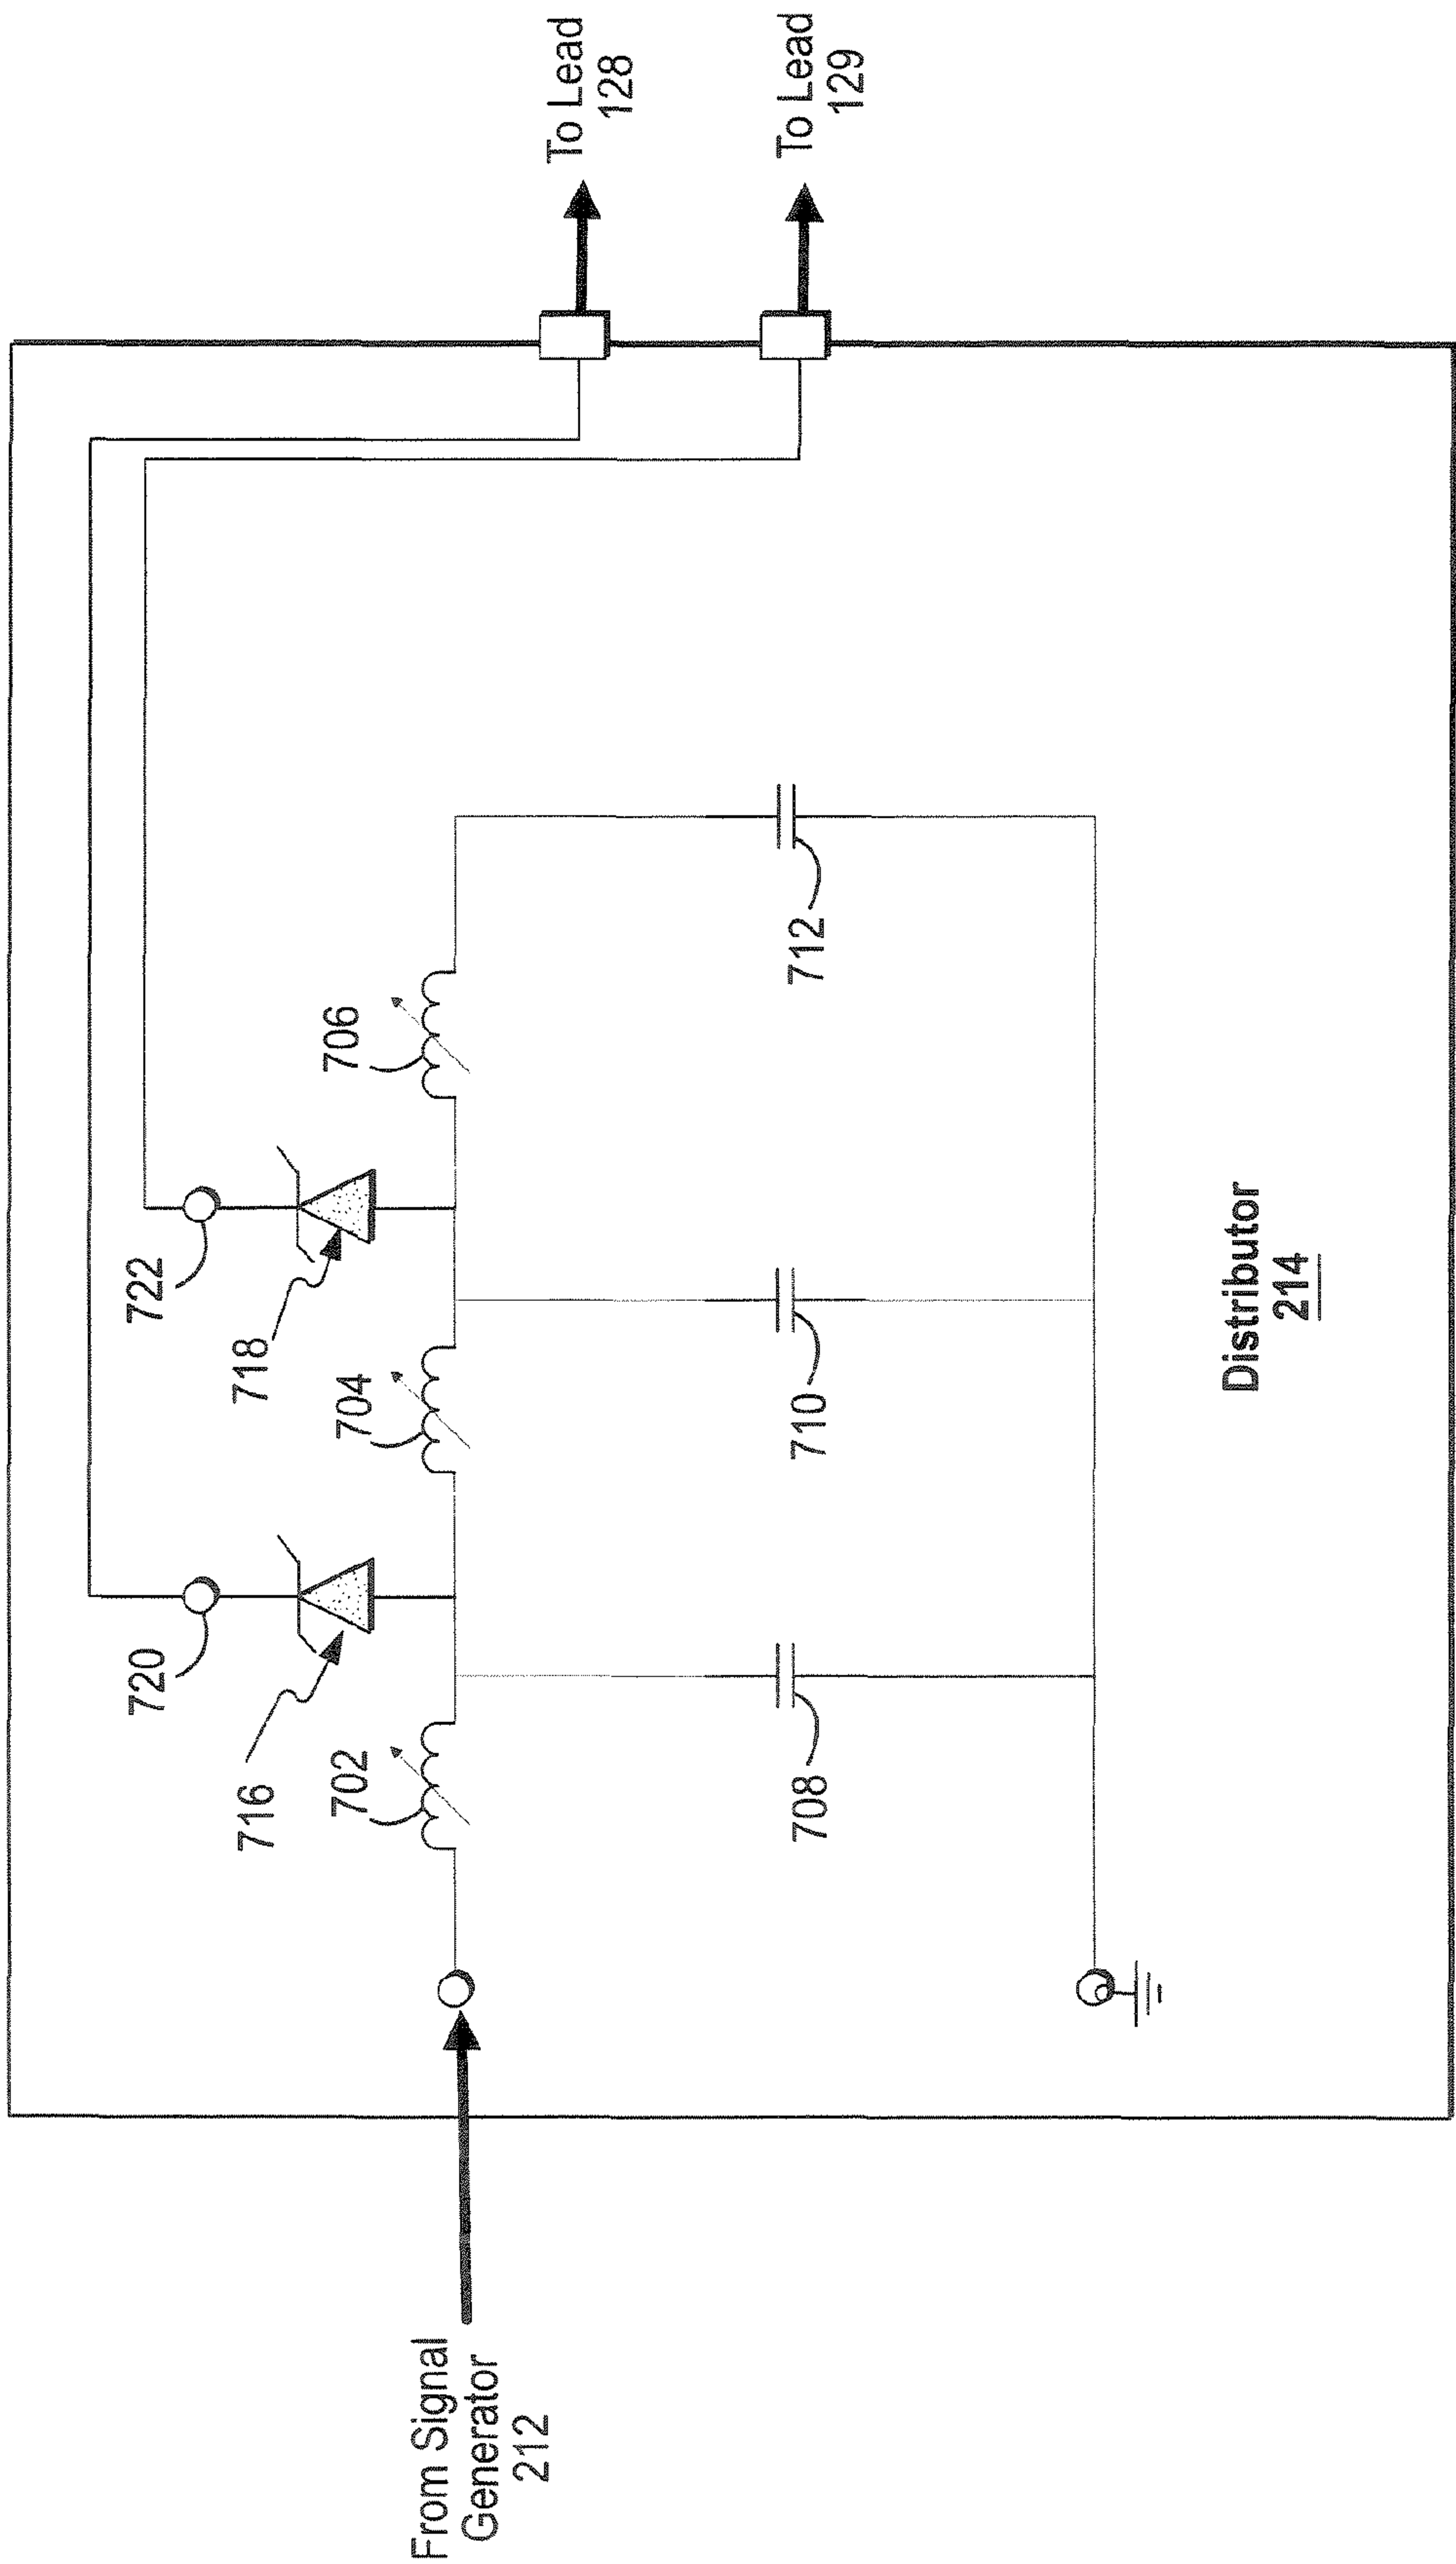 From Signal
Generator
212
720
722
716
718
702
704
706
708
710
712
To Lead
128
To Lead
129
Distributor
214